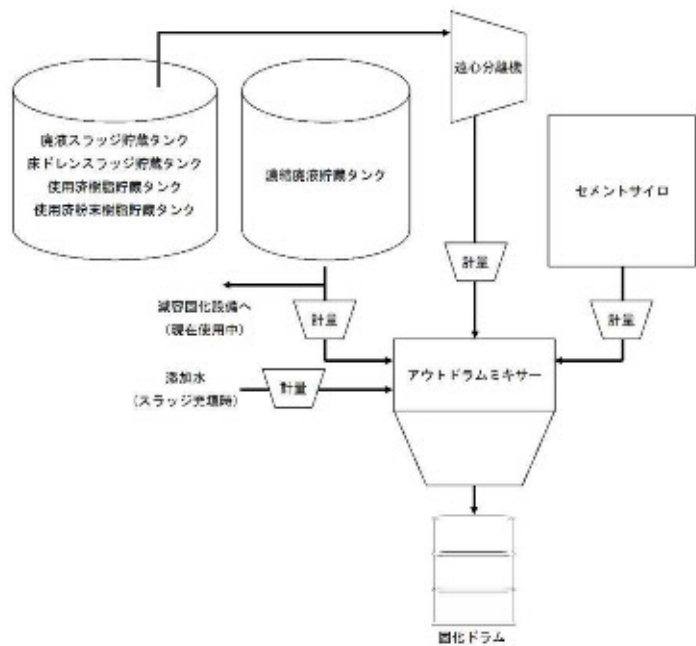 遠心分離機
廃液スラッジ貯蔵タンク
床ドレンスラッジ貯蔵タンク
使用済樹脂貯蔵タンク
使用済粉末樹脂貯蔵タンク
濃縮廃液貯蔵タンク
セメントサイロ
計量
減容固化設備へ
(現在使用中)
計量
計量
添加水
(スラッジ充填時)
計量
アウトドラムミキサー
固化ドラム